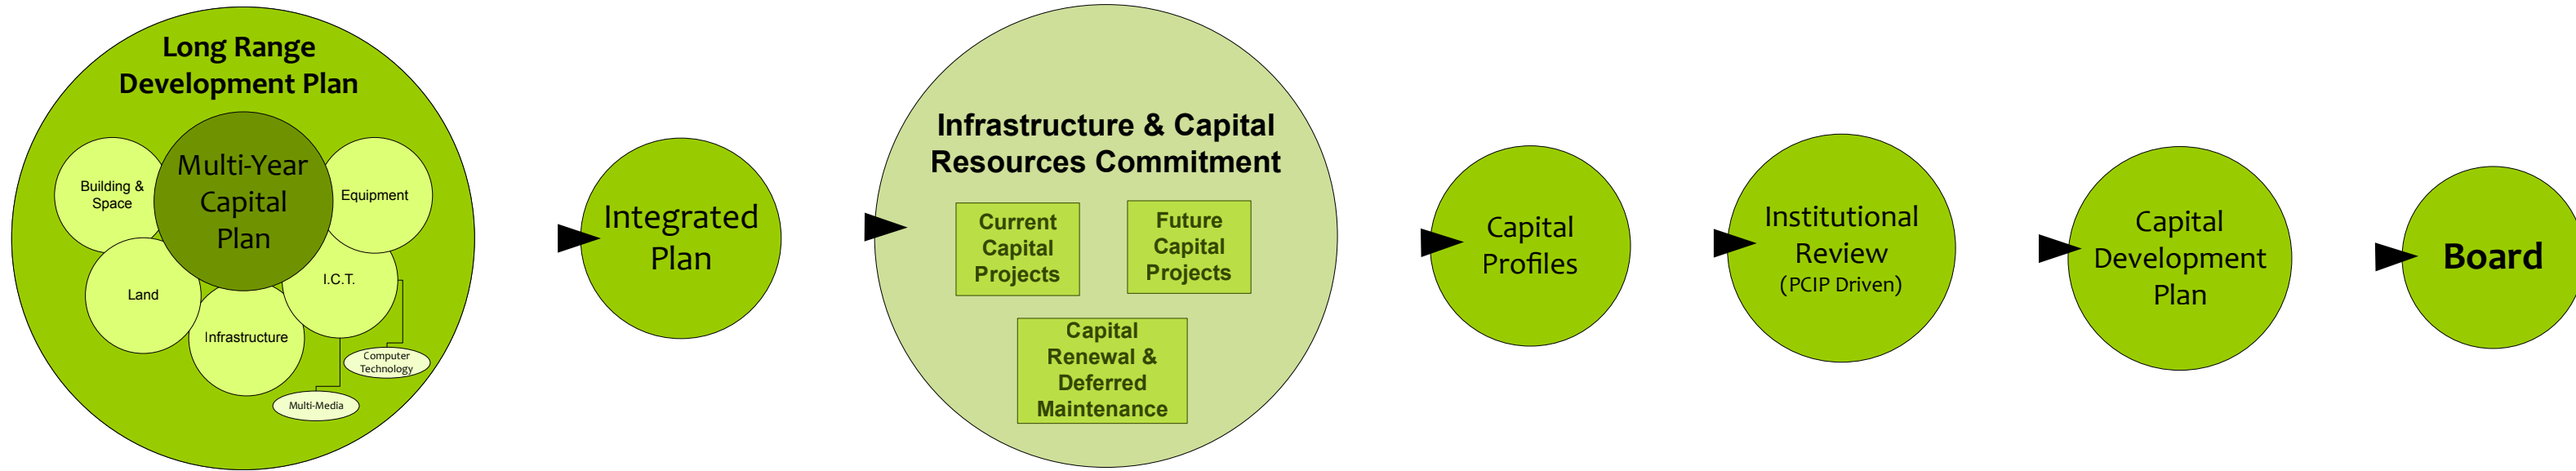 Long Range
Development Plan
Multi-Year
Capital
Plan
Building &
Space
Equipment
Land
I.C.T.
Infrastructure
Computer
Technology
Multi-Media
Integrated
Plan
Infrastructure & Capital
Resources Commitment
Current
Capital
Projects
Future
Capital
Projects
Capital
Renewal &
Deferred
Maintenance
Capital
Profiles
Institutional
Review
(PCIP Driven)
Capital
Development
Plan
Board